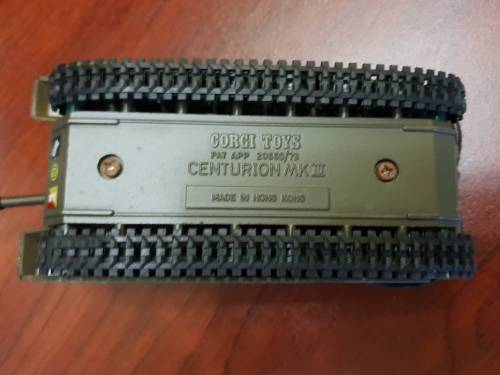 CORGI TOYS
PAT APP 20550/73
CENTURION MK III
MADE IN HONG KONG